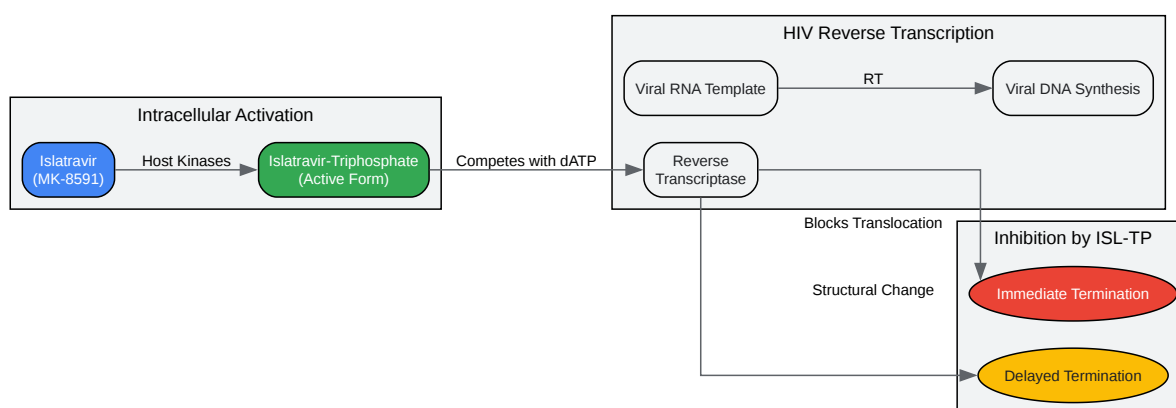 HIV Reverse Transcription
Viral RNA Template
RT
Viral DNA Synthesis
Intracellular Activation
Islatravir
(MK-8591)
Host Kinases
Islatravir-Triphosphate
(Active Form)
Competes with dATP
Reverse
Transcriptase
Blocks Translocation
Inhibition by ISL-TP
Structural Change
Immediate Termination
Delayed Termination